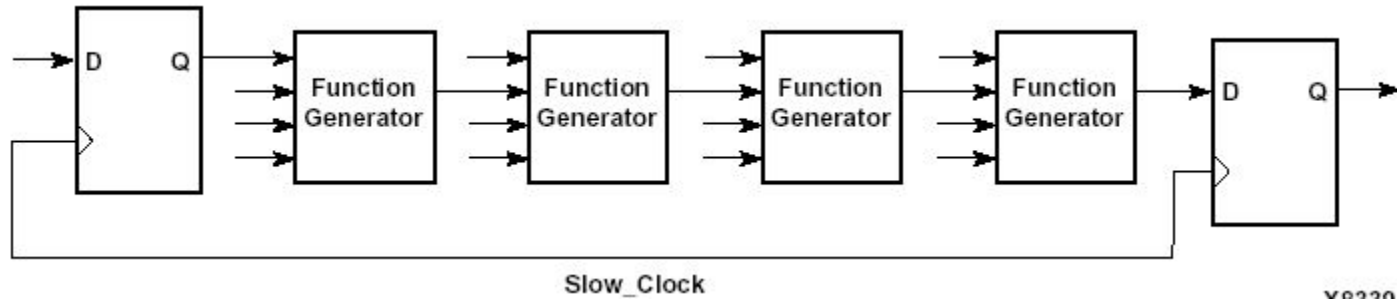 D Q
Function
Generator
Function
Generator
Function
Generator
Function
Generator
D Q
Slow_Clock